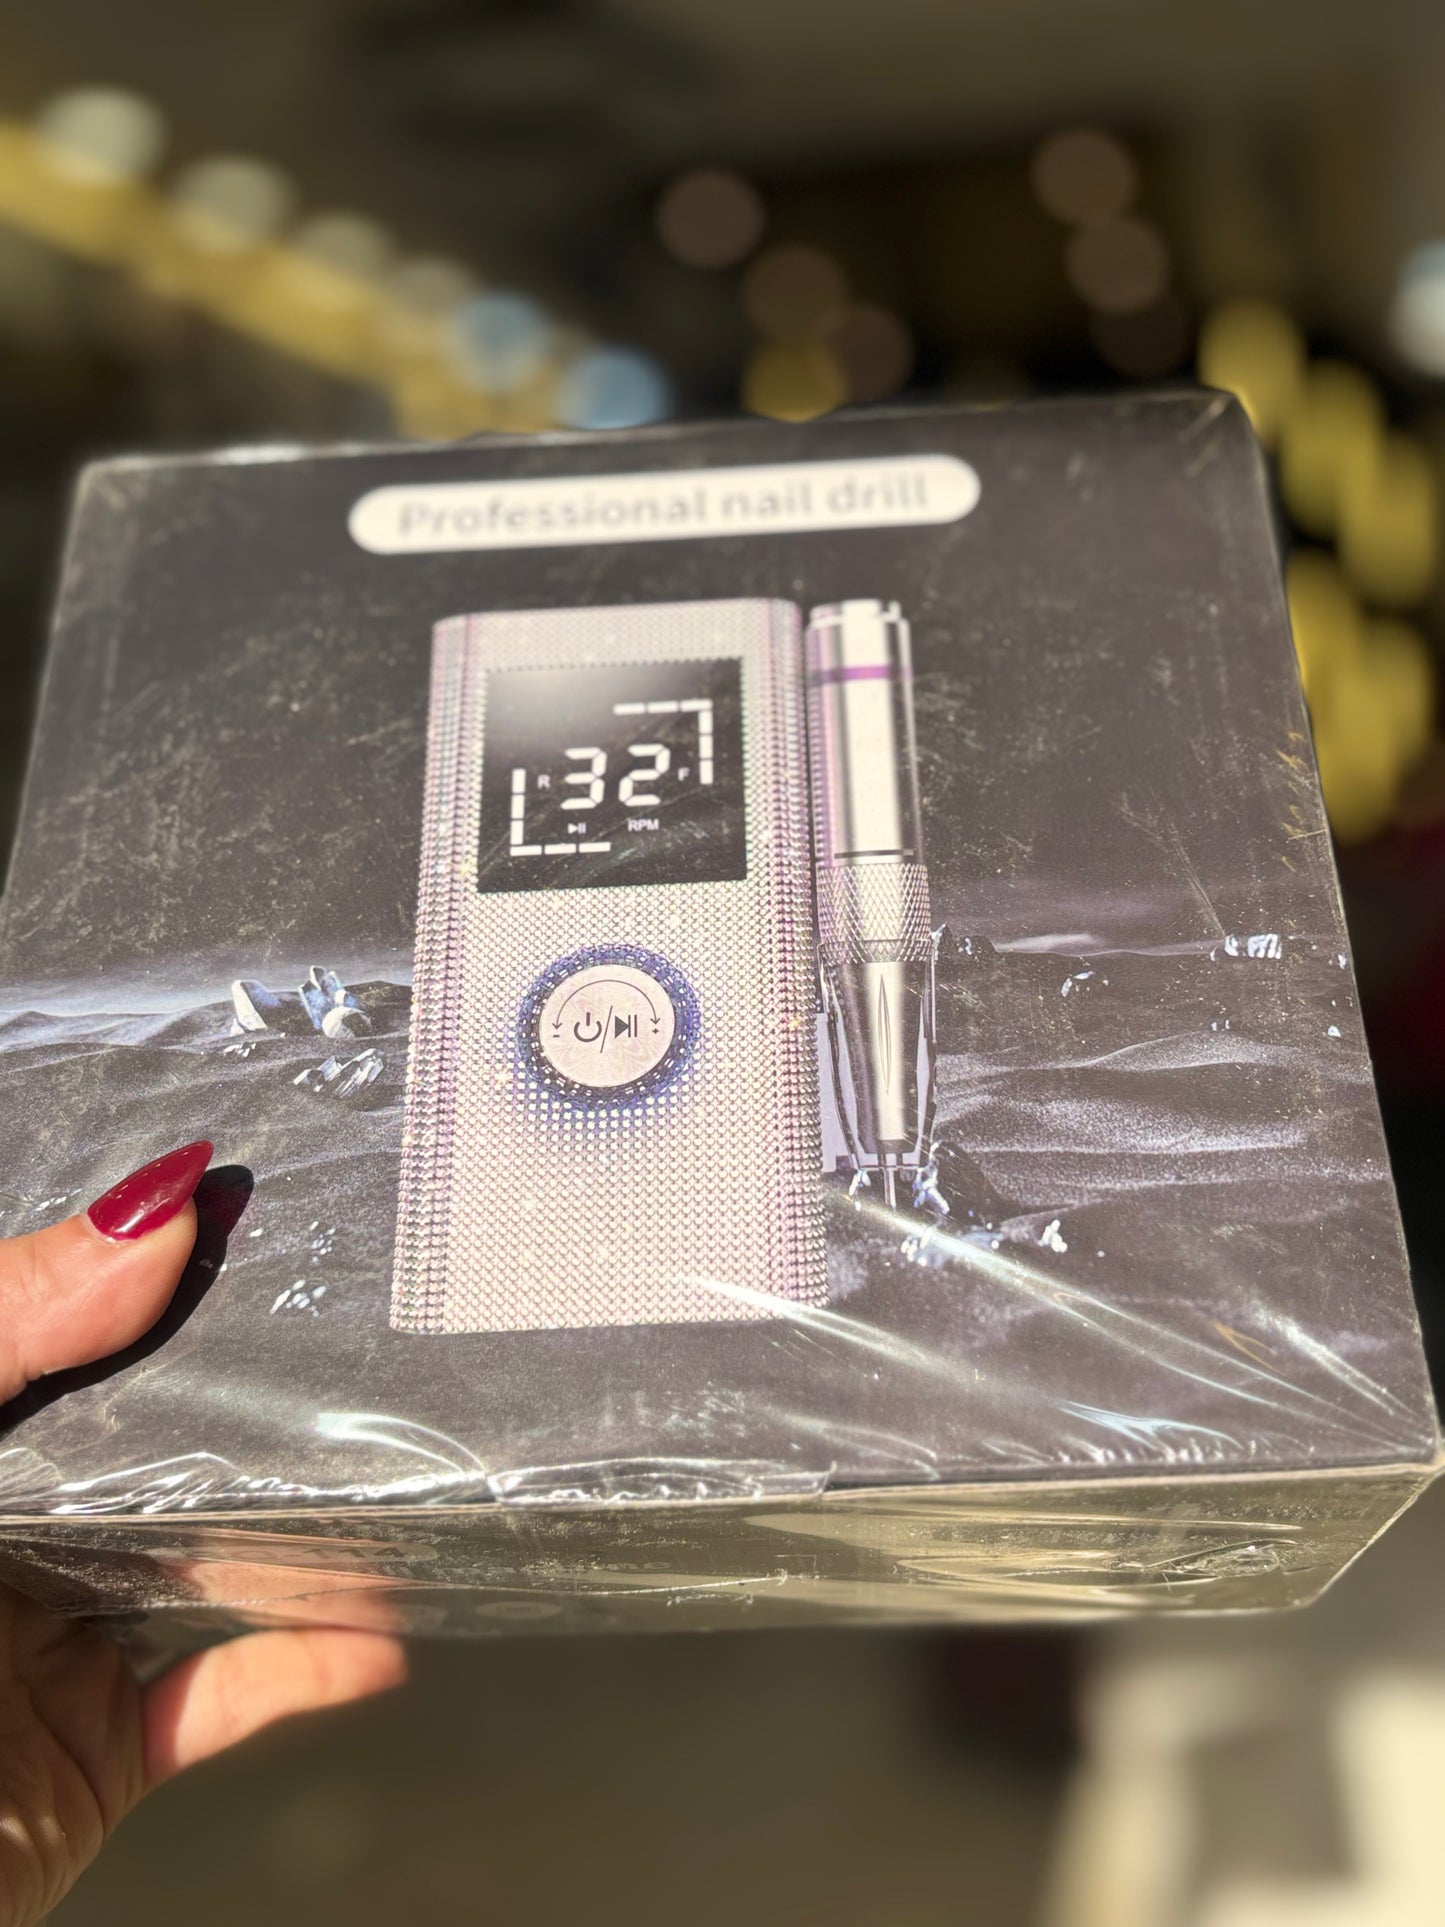 Professional nail drill
R 32 F
RPM